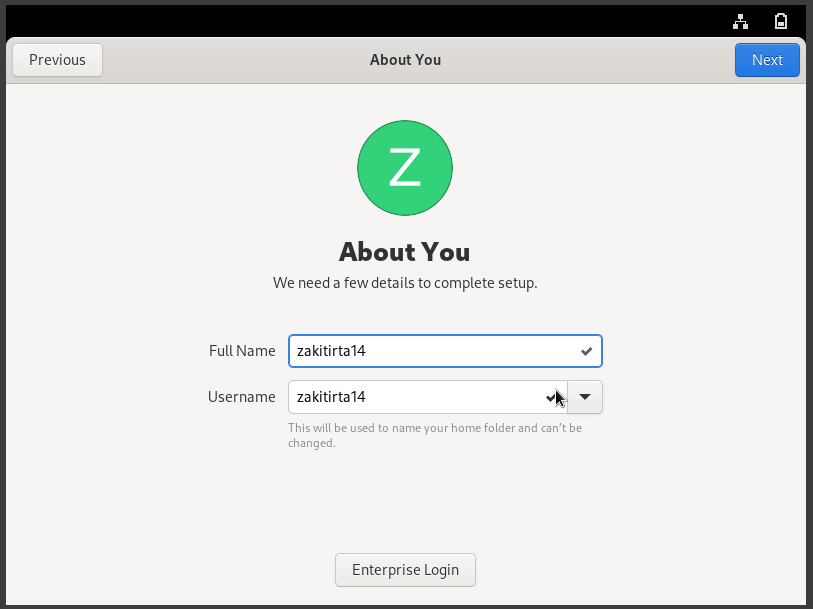 Previous About You Next
Z
About You
We need a few details to complete setup.
Full Name zakitirta14
Username zakitirta14
This will be used to name your home folder and can't be
changed.
Enterprise Login